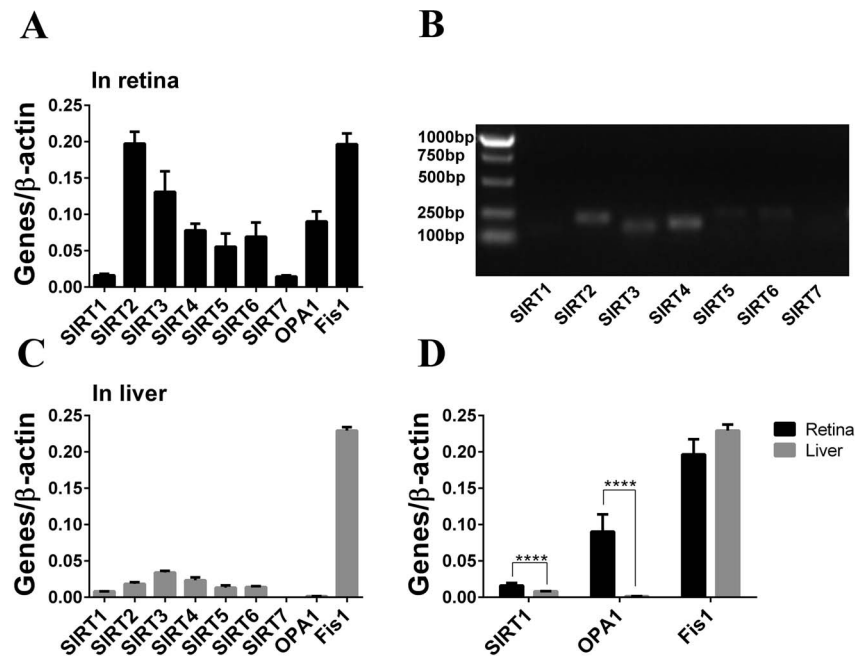 A
In retina
Genes/β-actin
0.25
0.20
0.15
0.10
0.05
0.00
SIRT1
SIRT2
SIRT3
SIRT4
SIRT5
SIRT6
SIRT7
OPA1
Fis1
B
1000bp
750bp
500bp
250bp
100bp
SIRT1
SIRT2
SIRT3
SIRT4
SIRT5
SIRT6
SIRT7
C
In liver
Genes/β-actin
0.25
0.20
0.15
0.10
0.05
0.00
SIRT1
SIRT2
SIRT3
SIRT4
SIRT5
SIRT6
SIRT7
OPA1
Fis1
D
Genes/β-actin
0.25
0.20
0.15
0.10
0.05
0.00
****
****
SIRT1
OPA1
Fis1
Retina
Liver